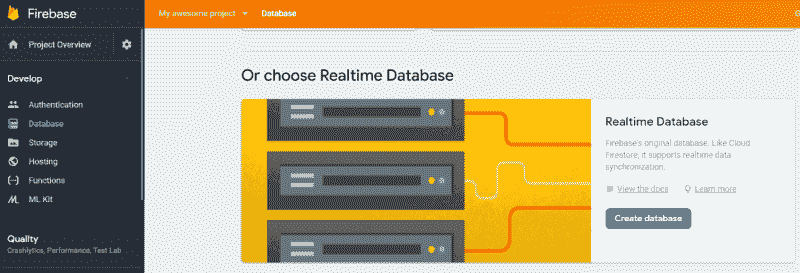 Firebase
My awesome project
Database
Project Overview
Or choose Realtime Database
Develop
Authentication
Database
Storage
Hosting
Functions
ML Kit
Quality
Crashlytics, Performance, Test Lab
Realtime Database
Firebase's original database. Like Cloud
Firestore, it supports realtime data
synchronization.
View the docs
Learn more
Create database